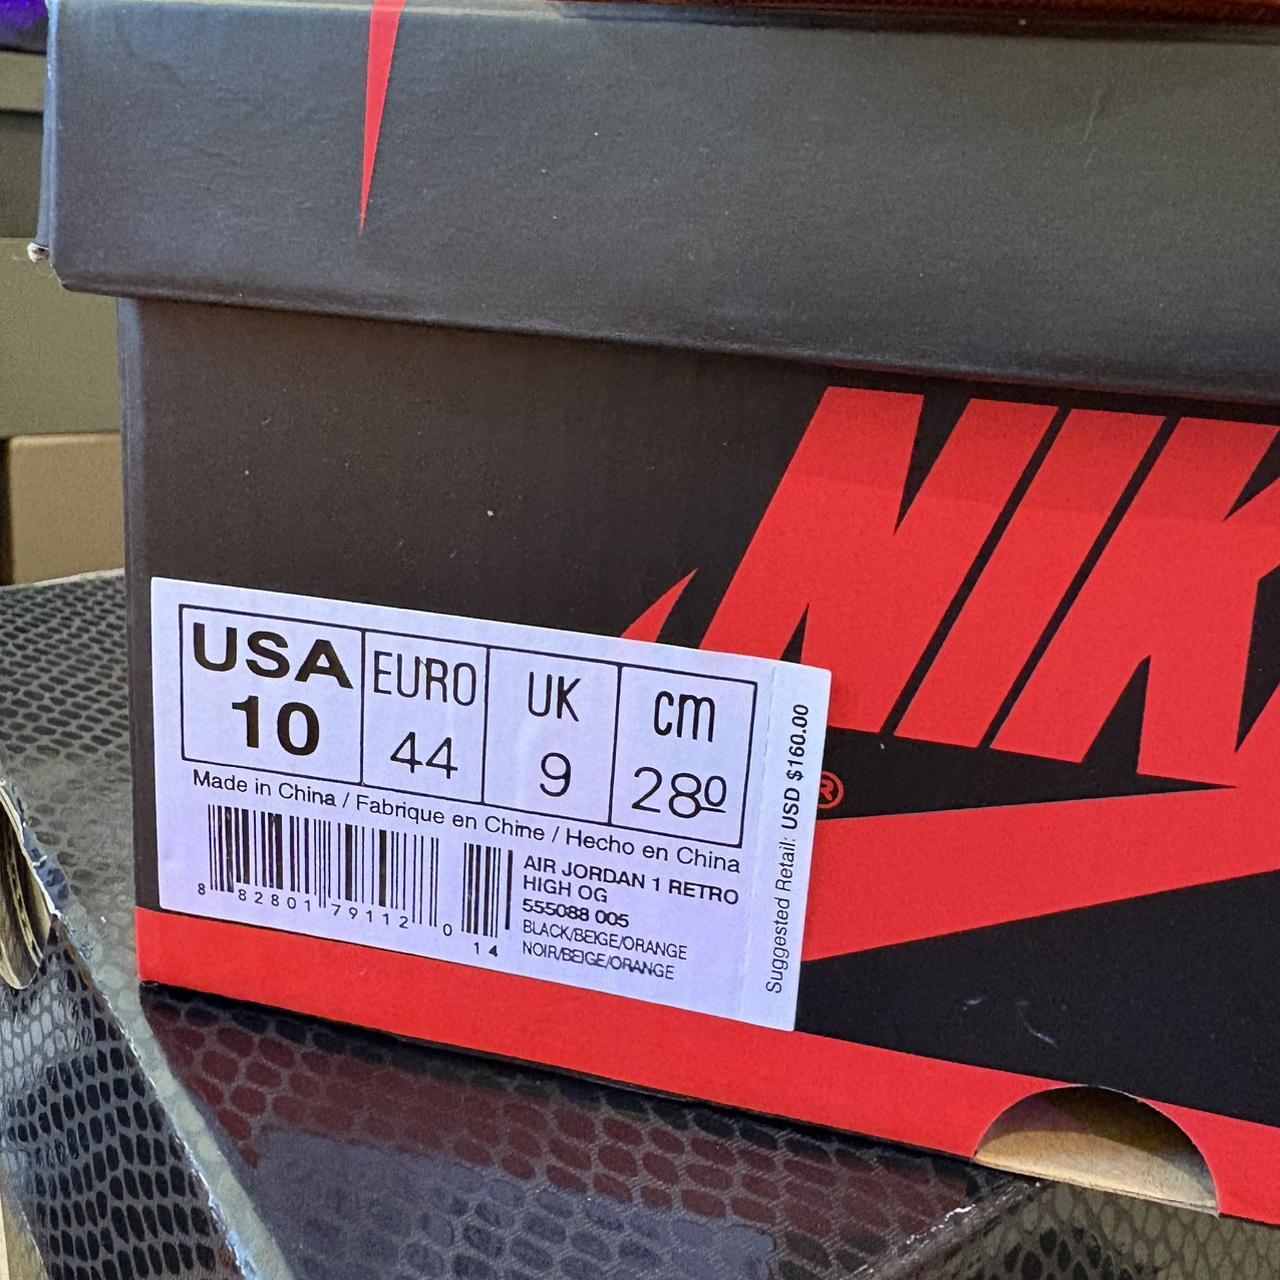 NIK
®
USA EURO UK cm
10 44 9 28º
Made in China / Fabrique en Chine / Hecho en China
AIR JORDAN 1 RETRO
HIGH OG
555088 005
BLACK/BEIGE/ORANGE
NOIR/BEIGE/ORANGE
8 82801 79112 0 14
Suggested Retail: USD $160.00